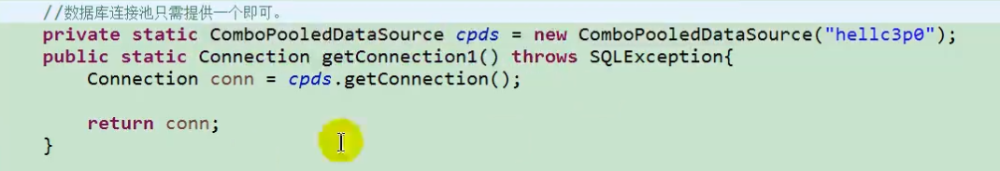 //数据库连接池只需提供一个即可。
private static ComboPooledDataSource cpds = new ComboPooledDataSource("hellc3p0");
public static Connection getConnection1() throws SQLException{
Connection conn = cpds.getConnection();
return conn;
}